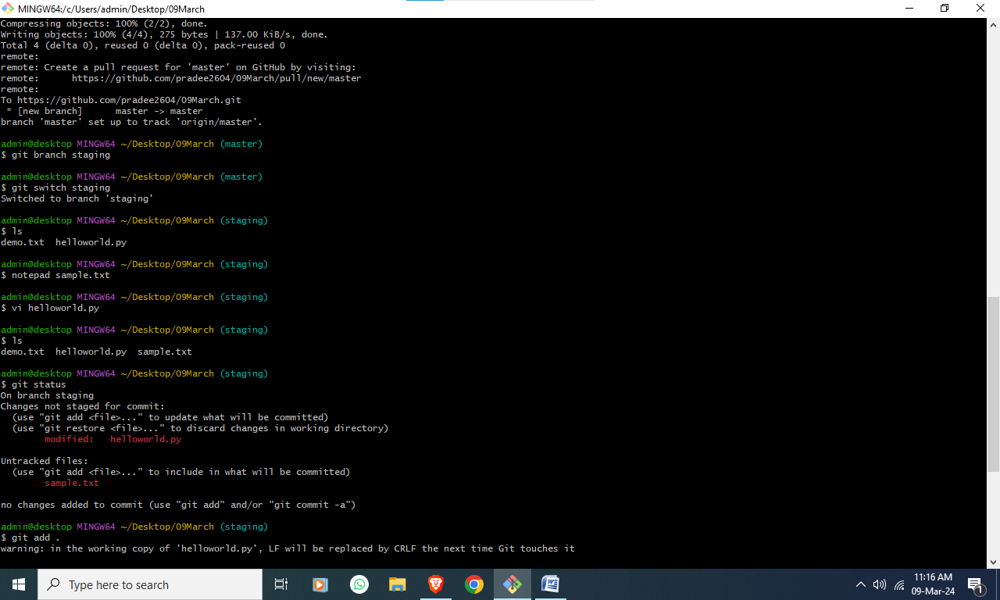 MINGW64:/c/Users/admin/Desktop/09March
Compressing objects: 100% (2/2), done.
Writing objects: 100% (4/4), 275 bytes | 137.00 KiB/s, done.
Total 4 (delta 0), reused 0 (delta 0), pack-reused 0
remote:
remote: Create a pull request for 'master' on GitHub by visiting:
remote:      https://github.com/pradee2604/09March/pull/new/master
remote:
To https://github.com/pradee2604/09March.git
 * [new branch]      master -> master
branch 'master' set up to track 'origin/master'.
admin@desktop MINGW64 ~/Desktop/09March (master)
$ git branch staging
admin@desktop MINGW64 ~/Desktop/09March (master)
$ git switch staging
Switched to branch 'staging'
admin@desktop MINGW64 ~/Desktop/09March (staging)
$ ls
demo.txt  helloworld.py
admin@desktop MINGW64 ~/Desktop/09March (staging)
$ notepad sample.txt
admin@desktop MINGW64 ~/Desktop/09March (staging)
$ vi helloworld.py
admin@desktop MINGW64 ~/Desktop/09March (staging)
$ ls
demo.txt  helloworld.py  sample.txt
admin@desktop MINGW64 ~/Desktop/09March (staging)
$ git status
On branch staging
Changes not staged for commit:
  (use "git add <file>..." to update what will be committed)
  (use "git restore <file>..." to discard changes in working directory)
        modified:   helloworld.py
Untracked files:
  (use "git add <file>..." to include in what will be committed)
        sample.txt
no changes added to commit (use "git add" and/or "git commit -a")
admin@desktop MINGW64 ~/Desktop/09March (staging)
$ git add .
warning: in the working copy of 'helloworld.py', LF will be replaced by CRLF the next time Git touches it
Type here to search
W
11:16 AM
09-Mar-24
1